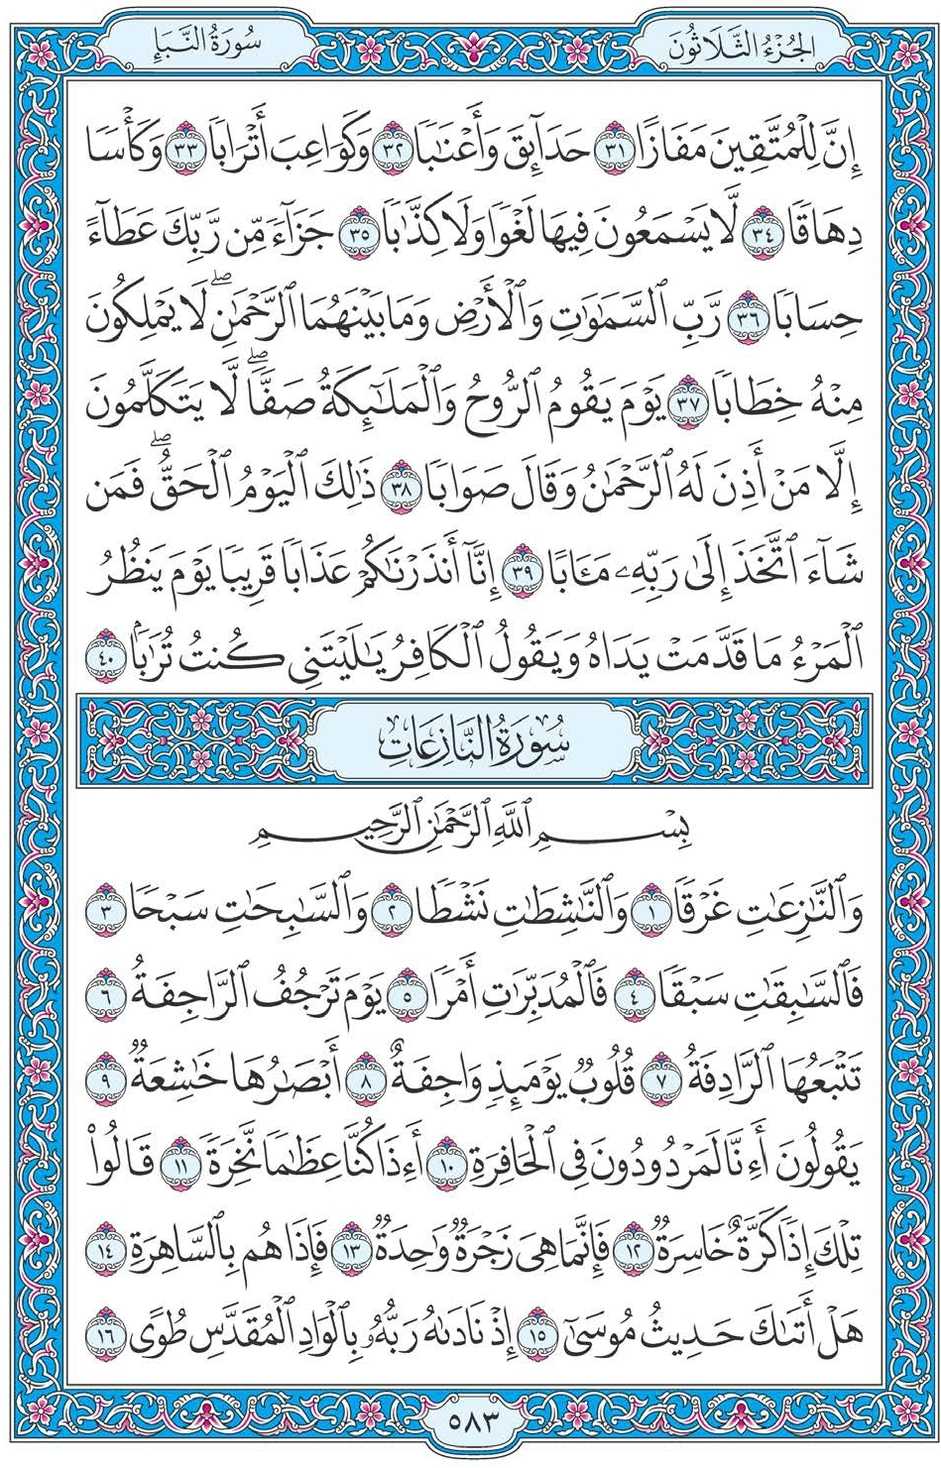 الجُزْءُ الثَّلَاثُونَ
سُورَةُ النَّبَإِ
إِنَّ لِلۡمُتَّقِينَ مَفَازًا ٣١ حَدَآئِقَ وَأَعۡنَٰبٗا ٣٢ وَكَوَاعِبَ أَتۡرَابٗا ٣٣ وَكَأۡسٗا
دِهَاقٗا ٣٤ لَّا يَسۡمَعُونَ فِيهَا لَغۡوٗا وَلَا كِذَّٰبٗا ٣٥ جَزَآءٗ مِّن رَّبِّكَ عَطَآءً
حِسَابٗا ٣٦ رَّبِّ ٱلسَّمَٰوَٰتِ وَٱلۡأَرۡضِ وَمَا بَيۡنَهُمَا ٱلرَّحۡمَٰنِۖ لَا يَمۡلِكُونَ
مِنۡهُ خِطَابٗا ٣٧ يَوۡمَ يَقُومُ ٱلرُّوحُ وَٱلۡمَلَٰٓئِكَةُ صَفّٗاۖ لَّا يَتَكَلَّمُونَ
إِلَّا مَنۡ أَذِنَ لَهُ ٱلرَّحۡمَٰنُ وَقَالَ صَوَابٗا ٣٨ ذَٰلِكَ ٱلۡيَوۡمُ ٱلۡحَقُّۖ فَمَن
شَآءَ ٱتَّخَذَ إِلَىٰ رَبِّهِۦ مَـَٔابًا ٣٩ إِنَّآ أَنذَرۡنَٰكُمۡ عَذَابٗا قَرِيبٗا يَوۡمَ يَنظُرُ
ٱلۡمَرۡءُ مَا قَدَّمَتۡ يَدَاهُ وَيَقُولُ ٱلۡكَافِرُ يَٰلَيۡتَنِي كُنتُ تُرَٰبَۢا ٤٠
سُورَةُ النَّازِعَاتِ
بِسۡمِ ٱللَّهِ ٱلرَّحۡمَٰنِ ٱلرَّحِيمِ
وَٱلنَّٰزِعَٰتِ غَرۡقٗا ١ وَٱلنَّٰشِطَٰتِ نَشۡطٗا ٢ وَٱلسَّٰبِحَٰتِ سَبۡحٗا ٣
فَٱلسَّٰبِقَٰتِ سَبۡقٗا ٤ فَٱلۡمُدَبِّرَٰتِ أَمۡرٗا ٥ يَوۡمَ تَرۡجُفُ ٱلرَّاجِفَةُ ٦
تَتۡبَعُهَا ٱلرَّادِفَةُ ٧ قُلُوبٞ يَوۡمَئِذٖ وَاجِفَةٌ ٨ أَبۡصَٰرُهَا خَٰشِعَةٞ ٩
يَقُولُونَ أَءِنَّا لَمَرۡدُودُونَ فِي ٱلۡحَافِرَةِ ١٠ أَءِذَا كُنَّا عِظَٰمٗا نَّخِرَةٗ ١١ قَالُواْ
تِلۡكَ إِذٗا كَرَّةٌ خَاسِرَةٞ ١٢ فَإِنَّمَا هِيَ زَجۡرَةٞ وَٰحِدَةٞ ١٣ فَإِذَا هُم بِٱلسَّاهِرَةِ ١٤
هَلۡ أَتَىٰكَ حَدِيثُ مُوسَىٰٓ ١٥ إِذۡ نَادَىٰهُ رَبُّهُۥ بِٱلۡوَادِ ٱلۡمُقَدَّسِ طُوًى ١٦
٥٨٣